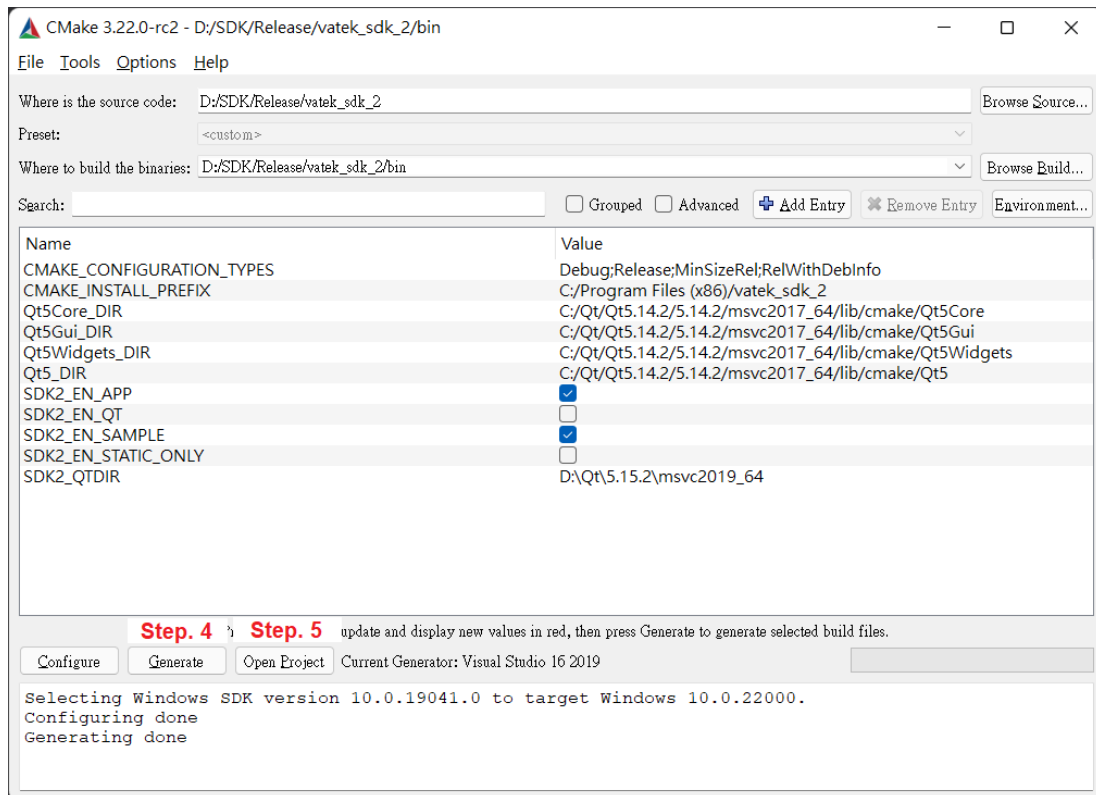 CMake 3.22.0-rc2 - D:/SDK/Release/vatek_sdk_2/bin
File Tools Options Help
Where is the source code: D:/SDK/Release/vatek_sdk_2 Browse Source...
Preset: <custom>
Where to build the binaries: D:/SDK/Release/vatek_sdk_2/bin Browse Build...
Search: Grouped Advanced Add Entry Remove Entry Environment...
Name Value
CMAKE_CONFIGURATION_TYPES Debug;Release;MinSizeRel;RelWithDebInfo
CMAKE_INSTALL_PREFIX C:/Program Files (x86)/vatek_sdk_2
Qt5Core_DIR C:/Qt/Qt5.14.2/5.14.2/msvc2017_64/lib/cmake/Qt5Core
Qt5Gui_DIR C:/Qt/Qt5.14.2/5.14.2/msvc2017_64/lib/cmake/Qt5Gui
Qt5Widgets_DIR C:/Qt/Qt5.14.2/5.14.2/msvc2017_64/lib/cmake/Qt5Widgets
Qt5_DIR C:/Qt/Qt5.14.2/5.14.2/msvc2017_64/lib/cmake/Qt5
SDK2_EN_APP
SDK2_EN_QT
SDK2_EN_SAMPLE
SDK2_EN_STATIC_ONLY
SDK2_QTDIR D:\Qt\5.15.2\msvc2019_64
Step. 4 Step. 5 update and display new values in red, then press Generate to generate selected build files.
Configure Generate Open Project Current Generator: Visual Studio 16 2019
Selecting Windows SDK version 10.0.19041.0 to target Windows 10.0.22000.
Configuring done
Generating done